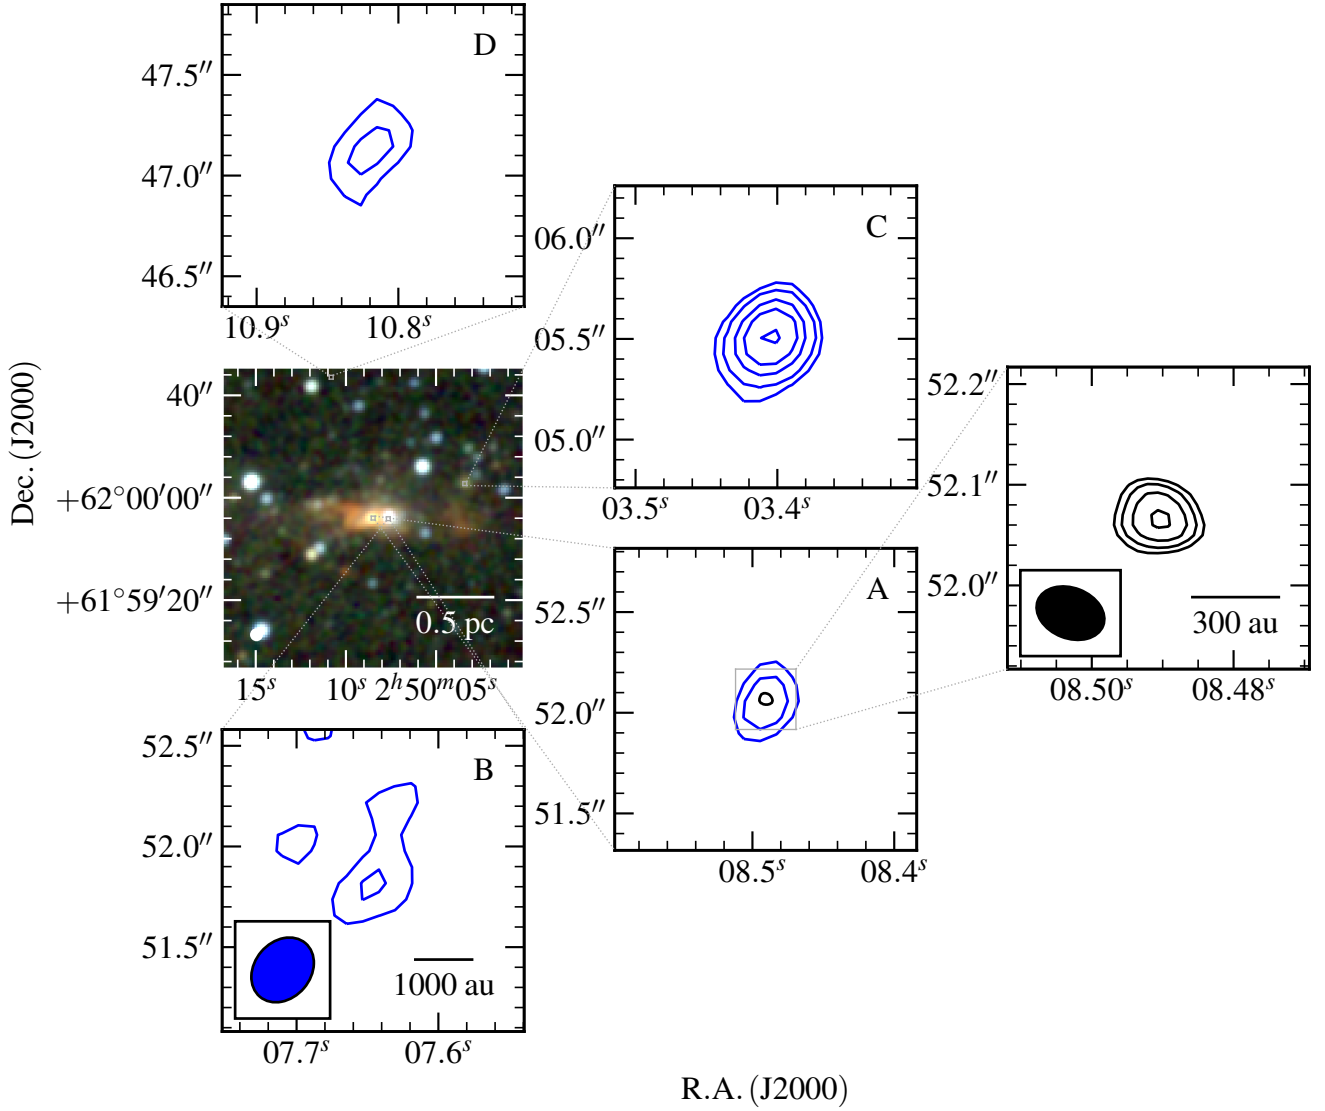 D
47.5″
47.0″
46.5″
10.9ˢ 10.8ˢ
C
06.0″
05.5″
05.0″
03.5ˢ 03.4ˢ
Dec. (J2000)
40″
+62°00′00″
+61°59′20″
0.5 pc
15ˢ 10ˢ 2ʰ50ᵐ05ˢ
A
52.5″
52.0″
51.5″
08.5ˢ 08.4ˢ
52.2″
52.1″
52.0″
300 au
08.50ˢ 08.48ˢ
B
52.5″
52.0″
51.5″
1000 au
07.7ˢ 07.6ˢ
R.A. (J2000)